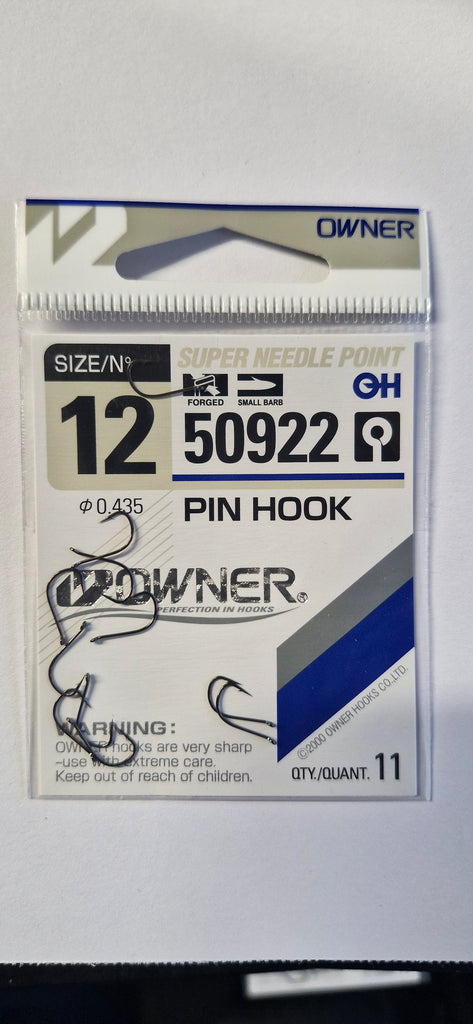 OWNER
SIZE/Nº
SUPER NEEDLE POINT
FORGED
SMALL BARB
OH
12
50922
φ 0.435
PIN HOOK
OWNER®
PERFECTION IN HOOKS
WARNING:
OWNER hooks are very sharp
-use with extreme care.
Keep out of reach of children.
©2000 OWNER HOOKS CO.,LTD.
QTY./QUANT. 11